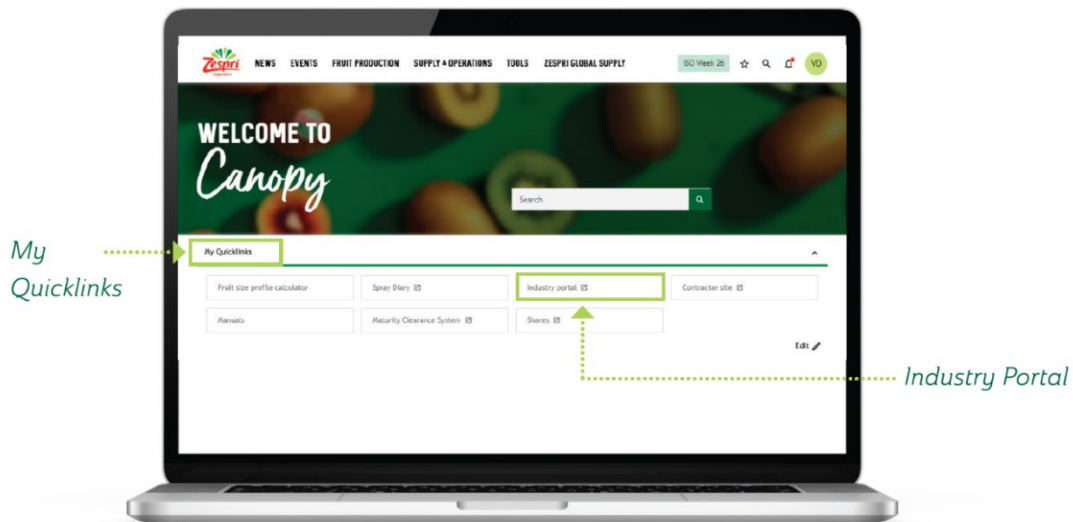 Zespri NEWS EVENTS FRUIT PRODUCTION SUPPLY & OPERATIONS TOOLS ZESPRI GLOBAL SUPPLY ISO Week 26 VD
WELCOME TO
Canopy
Search
My Quicklinks
My
Quicklinks
Fruit size profile calculator Spray Diary Industry portal Contractor site
Manuals Maturity Clearance System Shares
Edit
Industry Portal